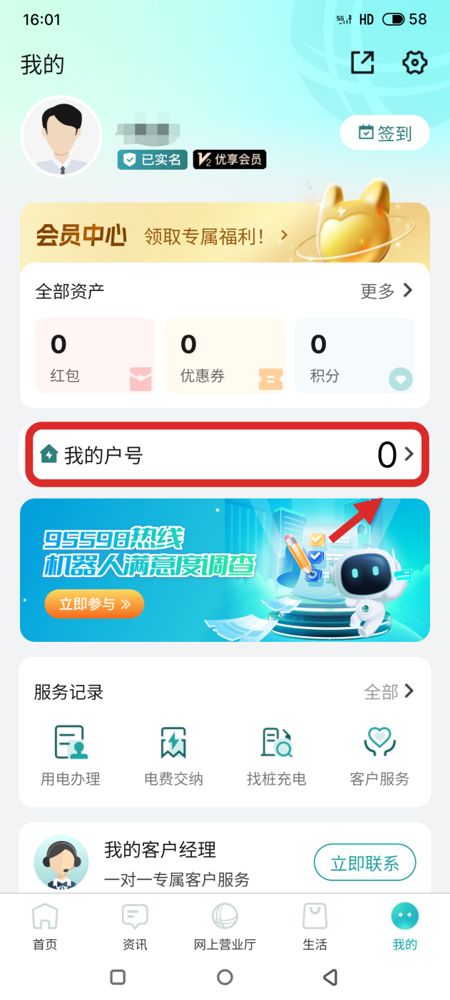 16:01
5G HD 58
我的
签到
已实名 V2 优享会员
会员中心 领取专属福利! >
全部资产 更多 >
0 0 0
红包 优惠券 积分
我的户号 0 >
95598热线
机器人满意度调查
立即参与 >>
服务记录 全部 >
用电办理 电费交纳 找桩充电 客户服务
我的客户经理
一对一专属客户服务
立即联系
首页 资讯 网上营业厅 生活 我的